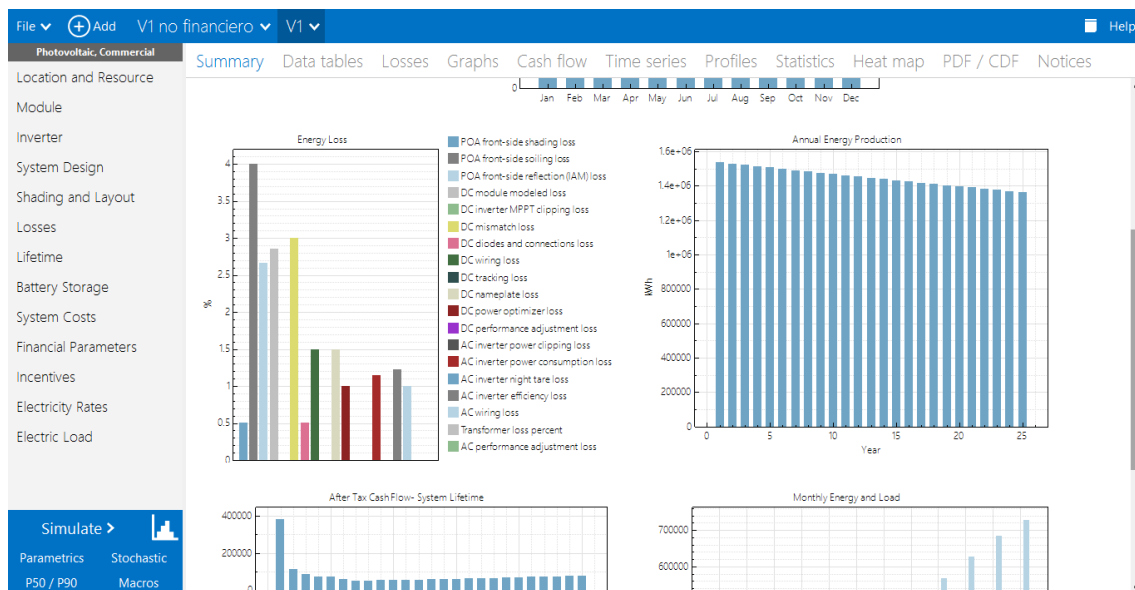 File Add V1 no financiero V1 Help
Photovoltaic, Commercial
Location and Resource
Module
Inverter
System Design
Shading and Layout
Losses
Lifetime
Battery Storage
System Costs
Financial Parameters
Incentives
Electricity Rates
Electric Load
Simulate >
Parametrics Stochastic
P50 / P90 Macros
Summary Data tables Losses Graphs Cash flow Time series Profiles Statistics Heat map PDF / CDF Notices
0
Jan Feb Mar Apr May Jun Jul Aug Sep Oct Nov Dec
Energy Loss
%
4
3.5
3
2.5
2
1.5
1
0.5
0
POA front-side shading loss
POA front-side soiling loss
POA front-side reflection (IAM) loss
DC module modeled loss
DC inverter MPPT clipping loss
DC mismatch loss
DC diodes and connections loss
DC wiring loss
DC tracking loss
DC nameplate loss
DC power optimizer loss
DC performance adjustment loss
AC inverter power clipping loss
AC inverter power consumption loss
AC inverter night tare loss
AC inverter efficiency loss
AC wiring loss
Transformer loss percent
AC performance adjustment loss
Annual Energy Production
kWh
1.6e+06
1.4e+06
1.2e+06
1e+06
800000
600000
400000
200000
0
0 5 10 15 20 25
Year
After Tax Cash Flow- System Lifetime
400000
200000
0
Monthly Energy and Load
700000
600000